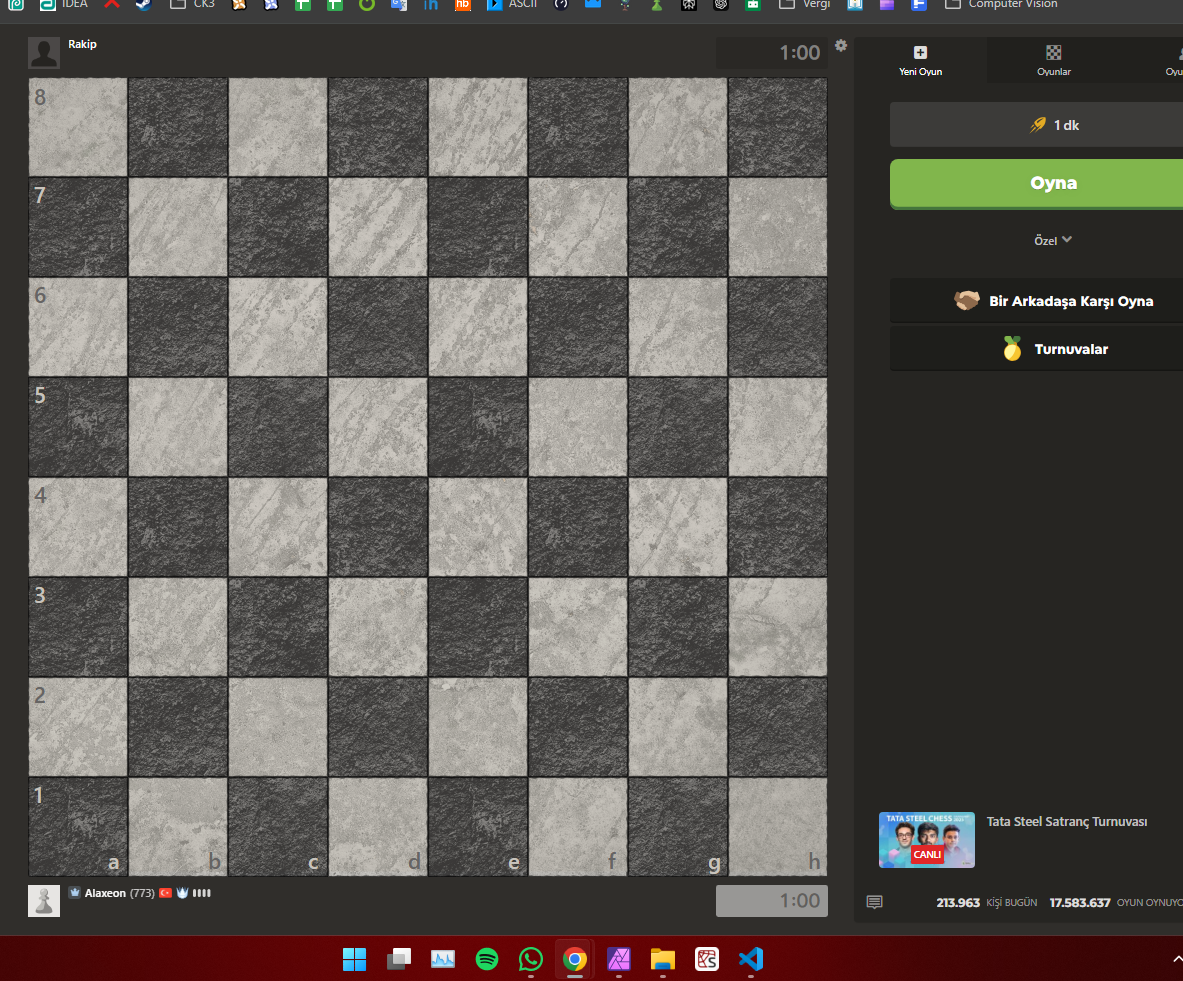 IDEA
CK3
hb
ASCII
Vergi
Computer Vision
Rakip
1:00
Yeni Oyun
Oyunlar
1 dk
Oyna
Özel
Bir Arkadaşa Karşı Oyna
Turnuvalar
8
7
6
5
4
3
2
1
a b c d e f g h
TATA STEEL CHESS
CANLI
Tata Steel Satranç Turnuvası
Alaxeon (773)
1:00
213.963 KİŞİ BUGÜN 17.583.637 OYUN OYNUYO